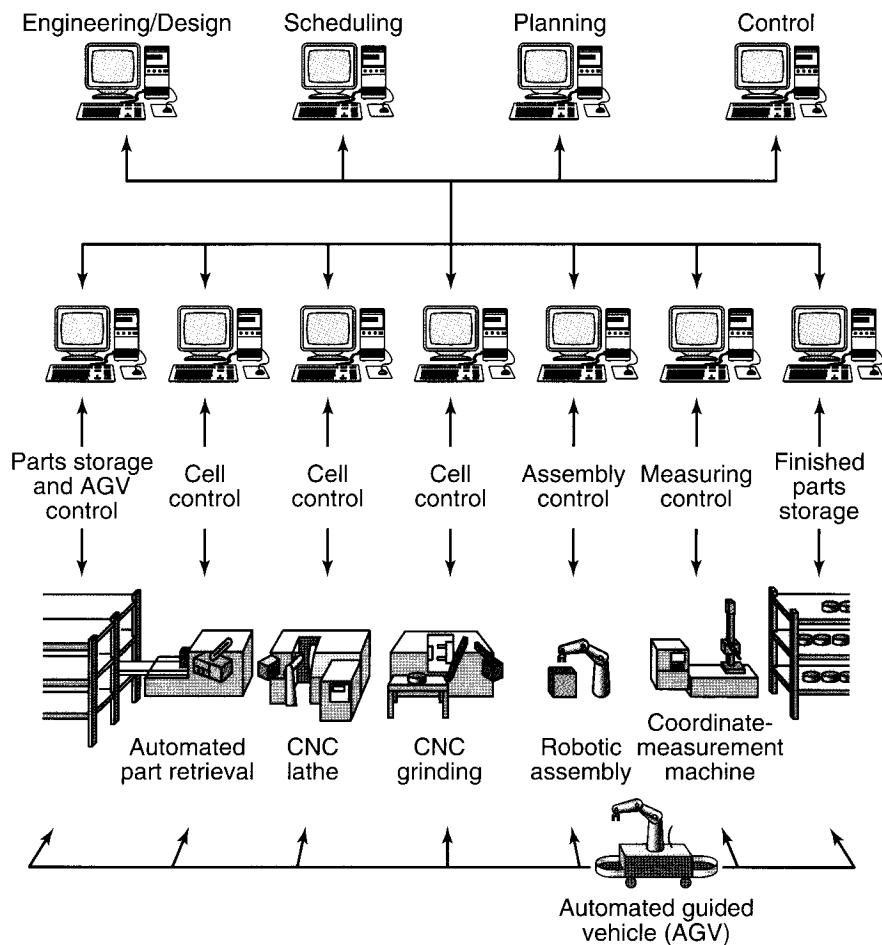 Engineering/Design
Scheduling
Planning
Control
Parts storage
and AGV
control
Cell
control
Cell
control
Cell
control
Assembly
control
Measuring
control
Finished
parts
storage
Automated
part retrieval
CNC
lathe
CNC
grinding
Robotic
assembly
Coordinate-
measurement
machine
Automated guided
vehicle (AGV)